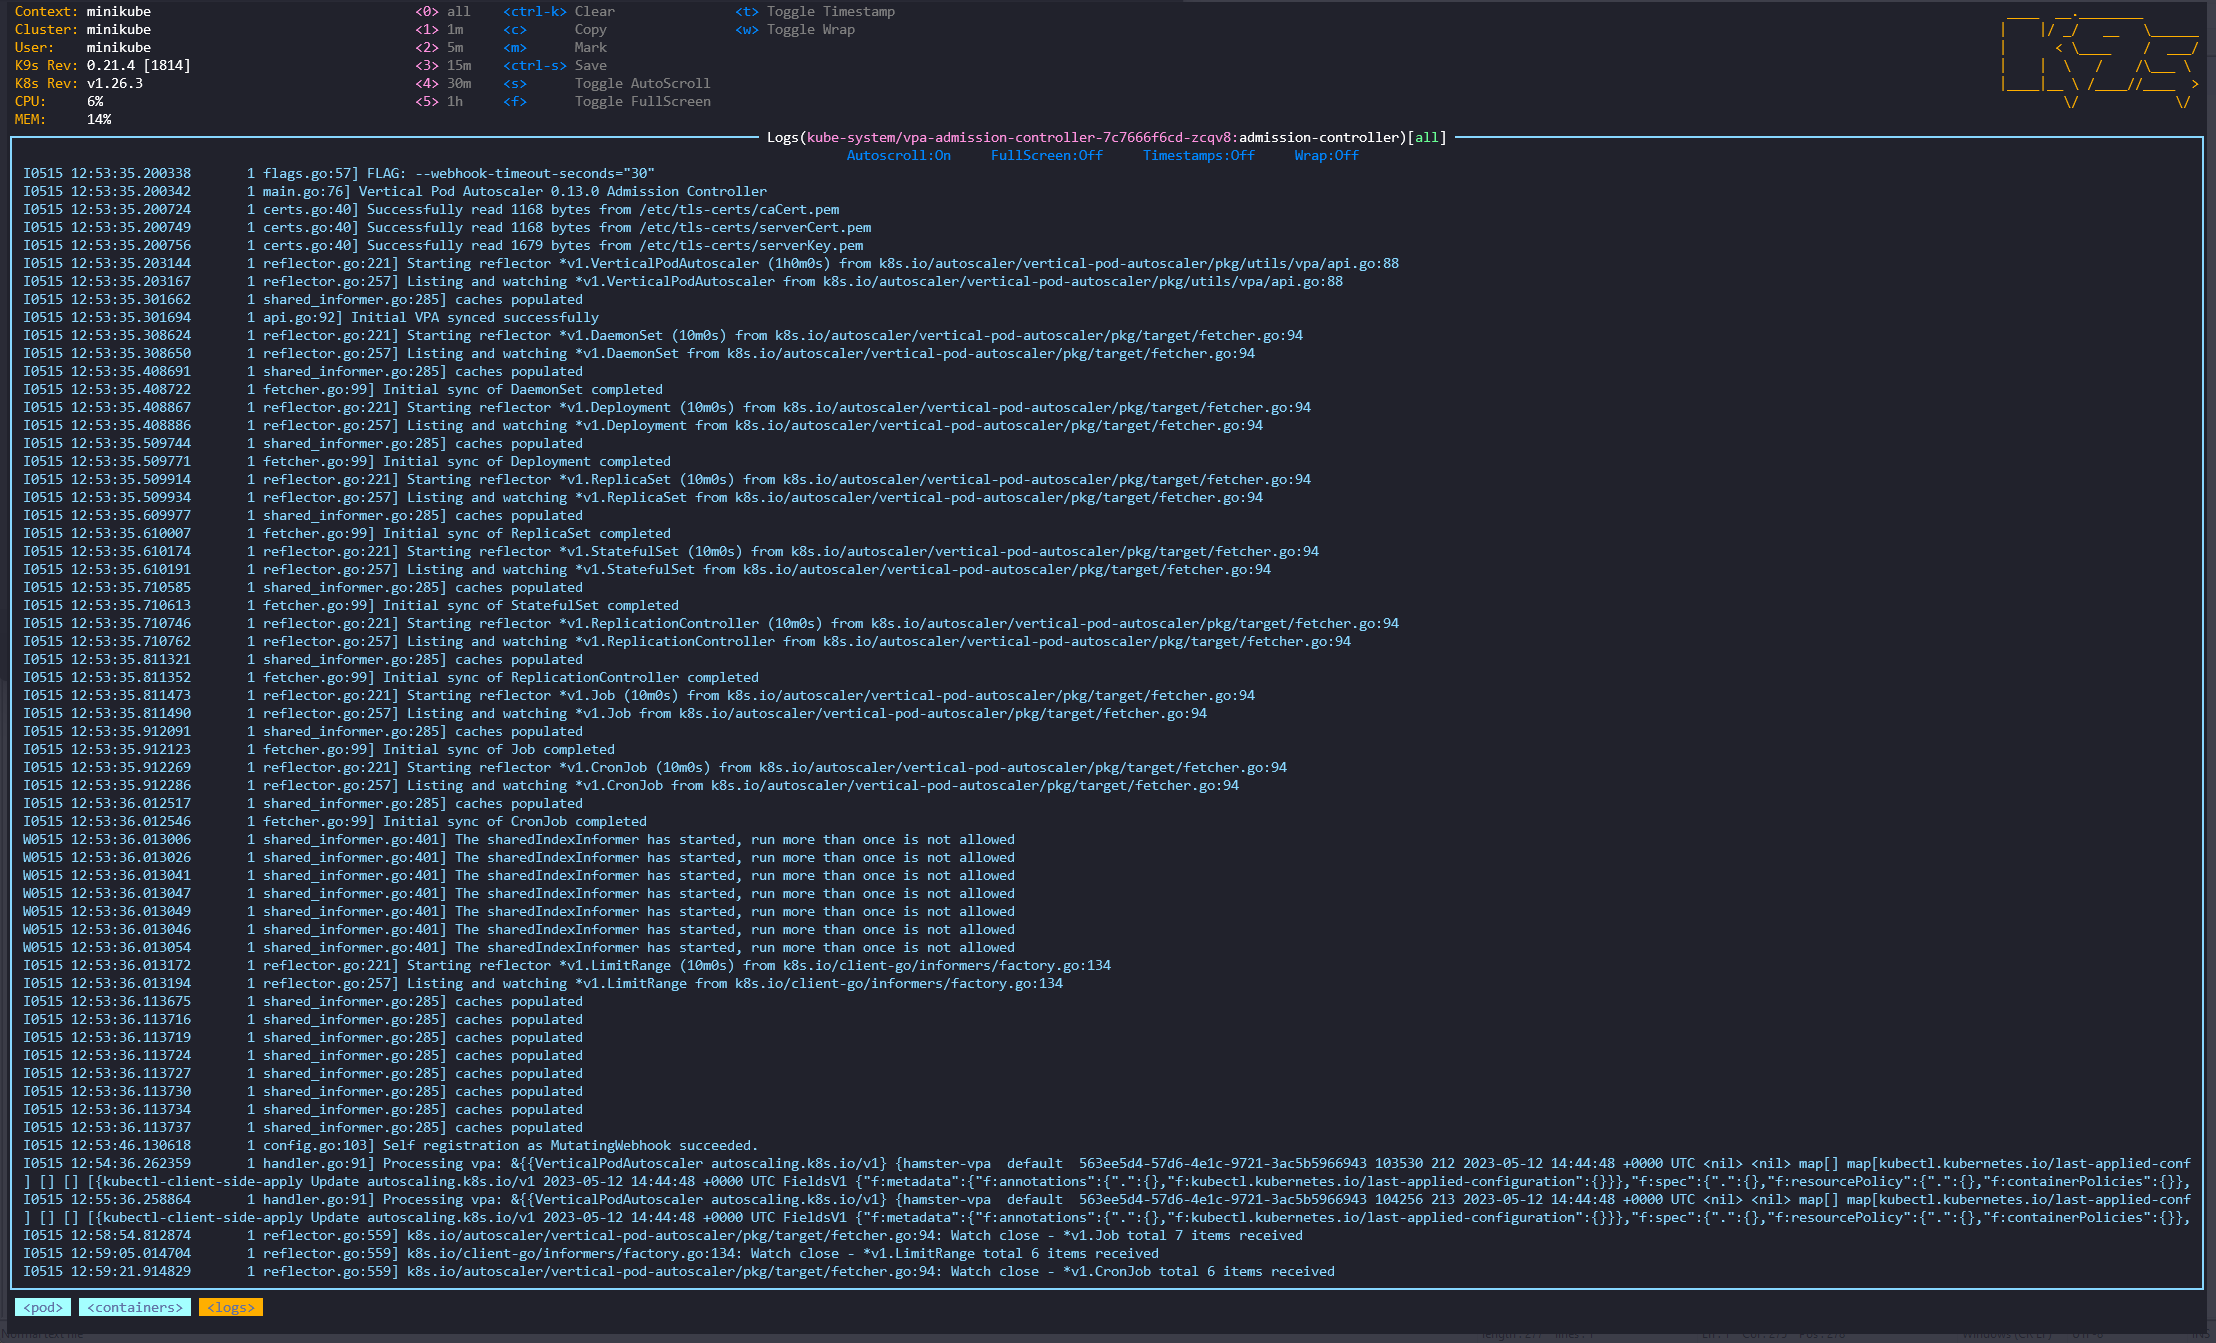 Context: minikube <0> all <ctrl-k> Clear <t> Toggle Timestamp
Cluster: minikube <1> 1m <c> Copy <w> Toggle Wrap
User: minikube <2> 5m <m> Mark
K9s Rev: 0.21.4 [1814] <3> 15m <ctrl-s> Save
K8s Rev: v1.26.3 <4> 30m <s> Toggle AutoScroll
CPU: 6% <5> 1h <f> Toggle FullScreen
MEM: 14%
Logs(kube-system/vpa-admission-controller-7c7666f6cd-zcqv8:admission-controller)[all]
Autoscroll:On FullScreen:Off Timestamps:Off Wrap:Off
I0515 12:53:35.200338 1 flags.go:57] FLAG: --webhook-timeout-seconds="30"
I0515 12:53:35.200342 1 main.go:76] Vertical Pod Autoscaler 0.13.0 Admission Controller
I0515 12:53:35.200724 1 certs.go:40] Successfully read 1168 bytes from /etc/tls-certs/caCert.pem
I0515 12:53:35.200749 1 certs.go:40] Successfully read 1168 bytes from /etc/tls-certs/serverCert.pem
I0515 12:53:35.200756 1 certs.go:40] Successfully read 1679 bytes from /etc/tls-certs/serverKey.pem
I0515 12:53:35.203144 1 reflector.go:221] Starting reflector *v1.VerticalPodAutoscaler (1h0m0s) from k8s.io/autoscaler/vertical-pod-autoscaler/pkg/utils/vpa/api.go:88
I0515 12:53:35.203167 1 reflector.go:257] Listing and watching *v1.VerticalPodAutoscaler from k8s.io/autoscaler/vertical-pod-autoscaler/pkg/utils/vpa/api.go:88
I0515 12:53:35.301662 1 shared_informer.go:285] caches populated
I0515 12:53:35.301694 1 api.go:92] Initial VPA synced successfully
I0515 12:53:35.308624 1 reflector.go:221] Starting reflector *v1.DaemonSet (10m0s) from k8s.io/autoscaler/vertical-pod-autoscaler/pkg/target/fetcher.go:94
I0515 12:53:35.308650 1 reflector.go:257] Listing and watching *v1.DaemonSet from k8s.io/autoscaler/vertical-pod-autoscaler/pkg/target/fetcher.go:94
I0515 12:53:35.408691 1 shared_informer.go:285] caches populated
I0515 12:53:35.408722 1 fetcher.go:99] Initial sync of DaemonSet completed
I0515 12:53:35.408867 1 reflector.go:221] Starting reflector *v1.Deployment (10m0s) from k8s.io/autoscaler/vertical-pod-autoscaler/pkg/target/fetcher.go:94
I0515 12:53:35.408886 1 reflector.go:257] Listing and watching *v1.Deployment from k8s.io/autoscaler/vertical-pod-autoscaler/pkg/target/fetcher.go:94
I0515 12:53:35.509744 1 shared_informer.go:285] caches populated
I0515 12:53:35.509771 1 fetcher.go:99] Initial sync of Deployment completed
I0515 12:53:35.509914 1 reflector.go:221] Starting reflector *v1.ReplicaSet (10m0s) from k8s.io/autoscaler/vertical-pod-autoscaler/pkg/target/fetcher.go:94
I0515 12:53:35.509934 1 reflector.go:257] Listing and watching *v1.ReplicaSet from k8s.io/autoscaler/vertical-pod-autoscaler/pkg/target/fetcher.go:94
I0515 12:53:35.609977 1 shared_informer.go:285] caches populated
I0515 12:53:35.610007 1 fetcher.go:99] Initial sync of ReplicaSet completed
I0515 12:53:35.610174 1 reflector.go:221] Starting reflector *v1.StatefulSet (10m0s) from k8s.io/autoscaler/vertical-pod-autoscaler/pkg/target/fetcher.go:94
I0515 12:53:35.610191 1 reflector.go:257] Listing and watching *v1.StatefulSet from k8s.io/autoscaler/vertical-pod-autoscaler/pkg/target/fetcher.go:94
I0515 12:53:35.710585 1 shared_informer.go:285] caches populated
I0515 12:53:35.710613 1 fetcher.go:99] Initial sync of StatefulSet completed
I0515 12:53:35.710746 1 reflector.go:221] Starting reflector *v1.ReplicationController (10m0s) from k8s.io/autoscaler/vertical-pod-autoscaler/pkg/target/fetcher.go:94
I0515 12:53:35.710762 1 reflector.go:257] Listing and watching *v1.ReplicationController from k8s.io/autoscaler/vertical-pod-autoscaler/pkg/target/fetcher.go:94
I0515 12:53:35.811321 1 shared_informer.go:285] caches populated
I0515 12:53:35.811352 1 fetcher.go:99] Initial sync of ReplicationController completed
I0515 12:53:35.811473 1 reflector.go:221] Starting reflector *v1.Job (10m0s) from k8s.io/autoscaler/vertical-pod-autoscaler/pkg/target/fetcher.go:94
I0515 12:53:35.811490 1 reflector.go:257] Listing and watching *v1.Job from k8s.io/autoscaler/vertical-pod-autoscaler/pkg/target/fetcher.go:94
I0515 12:53:35.912091 1 shared_informer.go:285] caches populated
I0515 12:53:35.912123 1 fetcher.go:99] Initial sync of Job completed
I0515 12:53:35.912269 1 reflector.go:221] Starting reflector *v1.CronJob (10m0s) from k8s.io/autoscaler/vertical-pod-autoscaler/pkg/target/fetcher.go:94
I0515 12:53:35.912286 1 reflector.go:257] Listing and watching *v1.CronJob from k8s.io/autoscaler/vertical-pod-autoscaler/pkg/target/fetcher.go:94
I0515 12:53:36.012517 1 shared_informer.go:285] caches populated
I0515 12:53:36.012546 1 fetcher.go:99] Initial sync of CronJob completed
W0515 12:53:36.013006 1 shared_informer.go:401] The sharedIndexInformer has started, run more than once is not allowed
W0515 12:53:36.013026 1 shared_informer.go:401] The sharedIndexInformer has started, run more than once is not allowed
W0515 12:53:36.013041 1 shared_informer.go:401] The sharedIndexInformer has started, run more than once is not allowed
W0515 12:53:36.013047 1 shared_informer.go:401] The sharedIndexInformer has started, run more than once is not allowed
W0515 12:53:36.013049 1 shared_informer.go:401] The sharedIndexInformer has started, run more than once is not allowed
W0515 12:53:36.013046 1 shared_informer.go:401] The sharedIndexInformer has started, run more than once is not allowed
W0515 12:53:36.013054 1 shared_informer.go:401] The sharedIndexInformer has started, run more than once is not allowed
I0515 12:53:36.013172 1 reflector.go:221] Starting reflector *v1.LimitRange (10m0s) from k8s.io/client-go/informers/factory.go:134
I0515 12:53:36.013194 1 reflector.go:257] Listing and watching *v1.LimitRange from k8s.io/client-go/informers/factory.go:134
I0515 12:53:36.113675 1 shared_informer.go:285] caches populated
I0515 12:53:36.113716 1 shared_informer.go:285] caches populated
I0515 12:53:36.113719 1 shared_informer.go:285] caches populated
I0515 12:53:36.113724 1 shared_informer.go:285] caches populated
I0515 12:53:36.113727 1 shared_informer.go:285] caches populated
I0515 12:53:36.113730 1 shared_informer.go:285] caches populated
I0515 12:53:36.113734 1 shared_informer.go:285] caches populated
I0515 12:53:36.113737 1 shared_informer.go:285] caches populated
I0515 12:53:46.130618 1 config.go:103] Self registration as MutatingWebhook succeeded.
I0515 12:54:36.262359 1 handler.go:91] Processing vpa: &{{VerticalPodAutoscaler autoscaling.k8s.io/v1} {hamster-vpa default 563ee5d4-57d6-4e1c-9721-3ac5b5966943 103530 212 2023-05-12 14:44:48 +0000 UTC <nil> <nil> map[] map[kubectl.kubernetes.io/last-applied-conf
] [] [] [{kubectl-client-side-apply Update autoscaling.k8s.io/v1 2023-05-12 14:44:48 +0000 UTC FieldsV1 {"f:metadata":{"f:annotations":{".":{},"f:kubectl.kubernetes.io/last-applied-configuration":{}}},"f:spec":{".":{},"f:resourcePolicy":{".":{},"f:containerPolicies":{}},
I0515 12:55:36.258864 1 handler.go:91] Processing vpa: &{{VerticalPodAutoscaler autoscaling.k8s.io/v1} {hamster-vpa default 563ee5d4-57d6-4e1c-9721-3ac5b5966943 104256 213 2023-05-12 14:44:48 +0000 UTC <nil> <nil> map[] map[kubectl.kubernetes.io/last-applied-conf
] [] [] [{kubectl-client-side-apply Update autoscaling.k8s.io/v1 2023-05-12 14:44:48 +0000 UTC FieldsV1 {"f:metadata":{"f:annotations":{".":{},"f:kubectl.kubernetes.io/last-applied-configuration":{}}},"f:spec":{".":{},"f:resourcePolicy":{".":{},"f:containerPolicies":{}},
I0515 12:58:54.812874 1 reflector.go:559] k8s.io/autoscaler/vertical-pod-autoscaler/pkg/target/fetcher.go:94: Watch close - *v1.Job total 7 items received
I0515 12:59:05.014704 1 reflector.go:559] k8s.io/client-go/informers/factory.go:134: Watch close - *v1.LimitRange total 6 items received
I0515 12:59:21.914829 1 reflector.go:559] k8s.io/autoscaler/vertical-pod-autoscaler/pkg/target/fetcher.go:94: Watch close - *v1.CronJob total 6 items received
<pod> <containers> <logs>